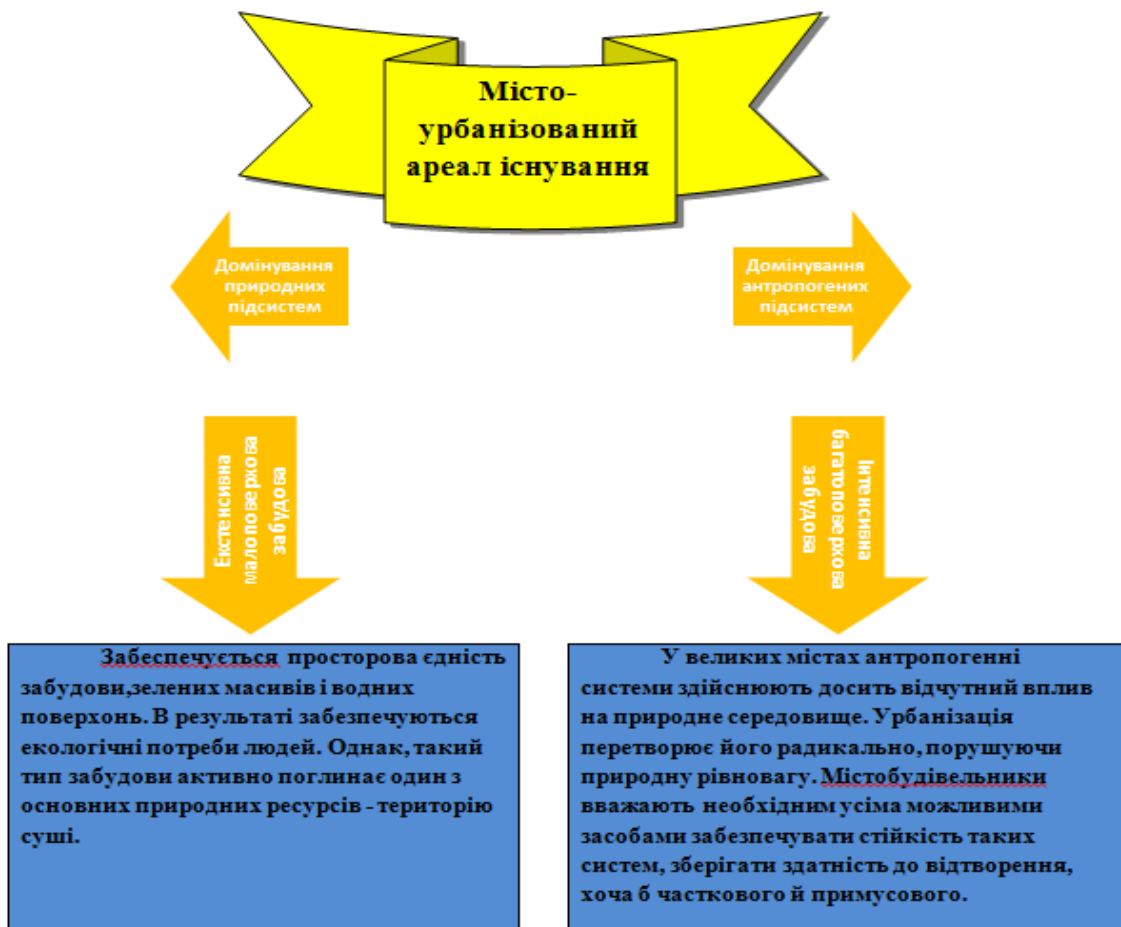 Місто-
урбанізований
ареал існування
Домінування
природних
підсистем
Домінування
антропогених
підсистем
Екстенсивна
малоповерхова
забудова
Інтенсивна
багатоповерхова
забудова
Забеспечується просторова єдність
забудови,зелених масивів і водних
поверхонь. В результаті забезпечуються
екологічні потреби людей. Однак, такий
тип забудови активно поглинає один з
основних природних ресурсів - територію
суші.
У великих містах антропогенні
системи здійснюють досить відчутний вплив
на природне середовище. Урбанізація
перетворює його радикально, порушуючи
природну рівновагу. Містобудівельники
вважають необхідним усіма можливими
засобами забезпечувати стійкість таких
систем, зберігати здатність до відтворення,
хоча б часткового й примусового.